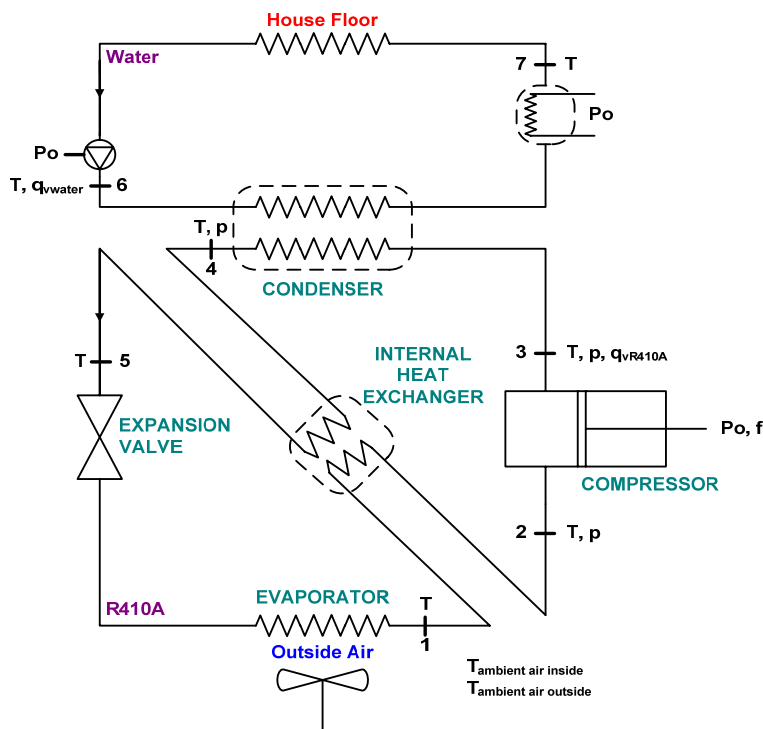 House Floor
Water
7 T
Po
Po
T, qvwater 6
T, p
4
CONDENSER
3 T, p, qvR410A
INTERNAL
HEAT
EXCHANGER
T 5
EXPANSION
VALVE
Po, f
COMPRESSOR
2 T, p
R410A
EVAPORATOR
T
1
Outside Air
Tambient air inside
Tambient air outside